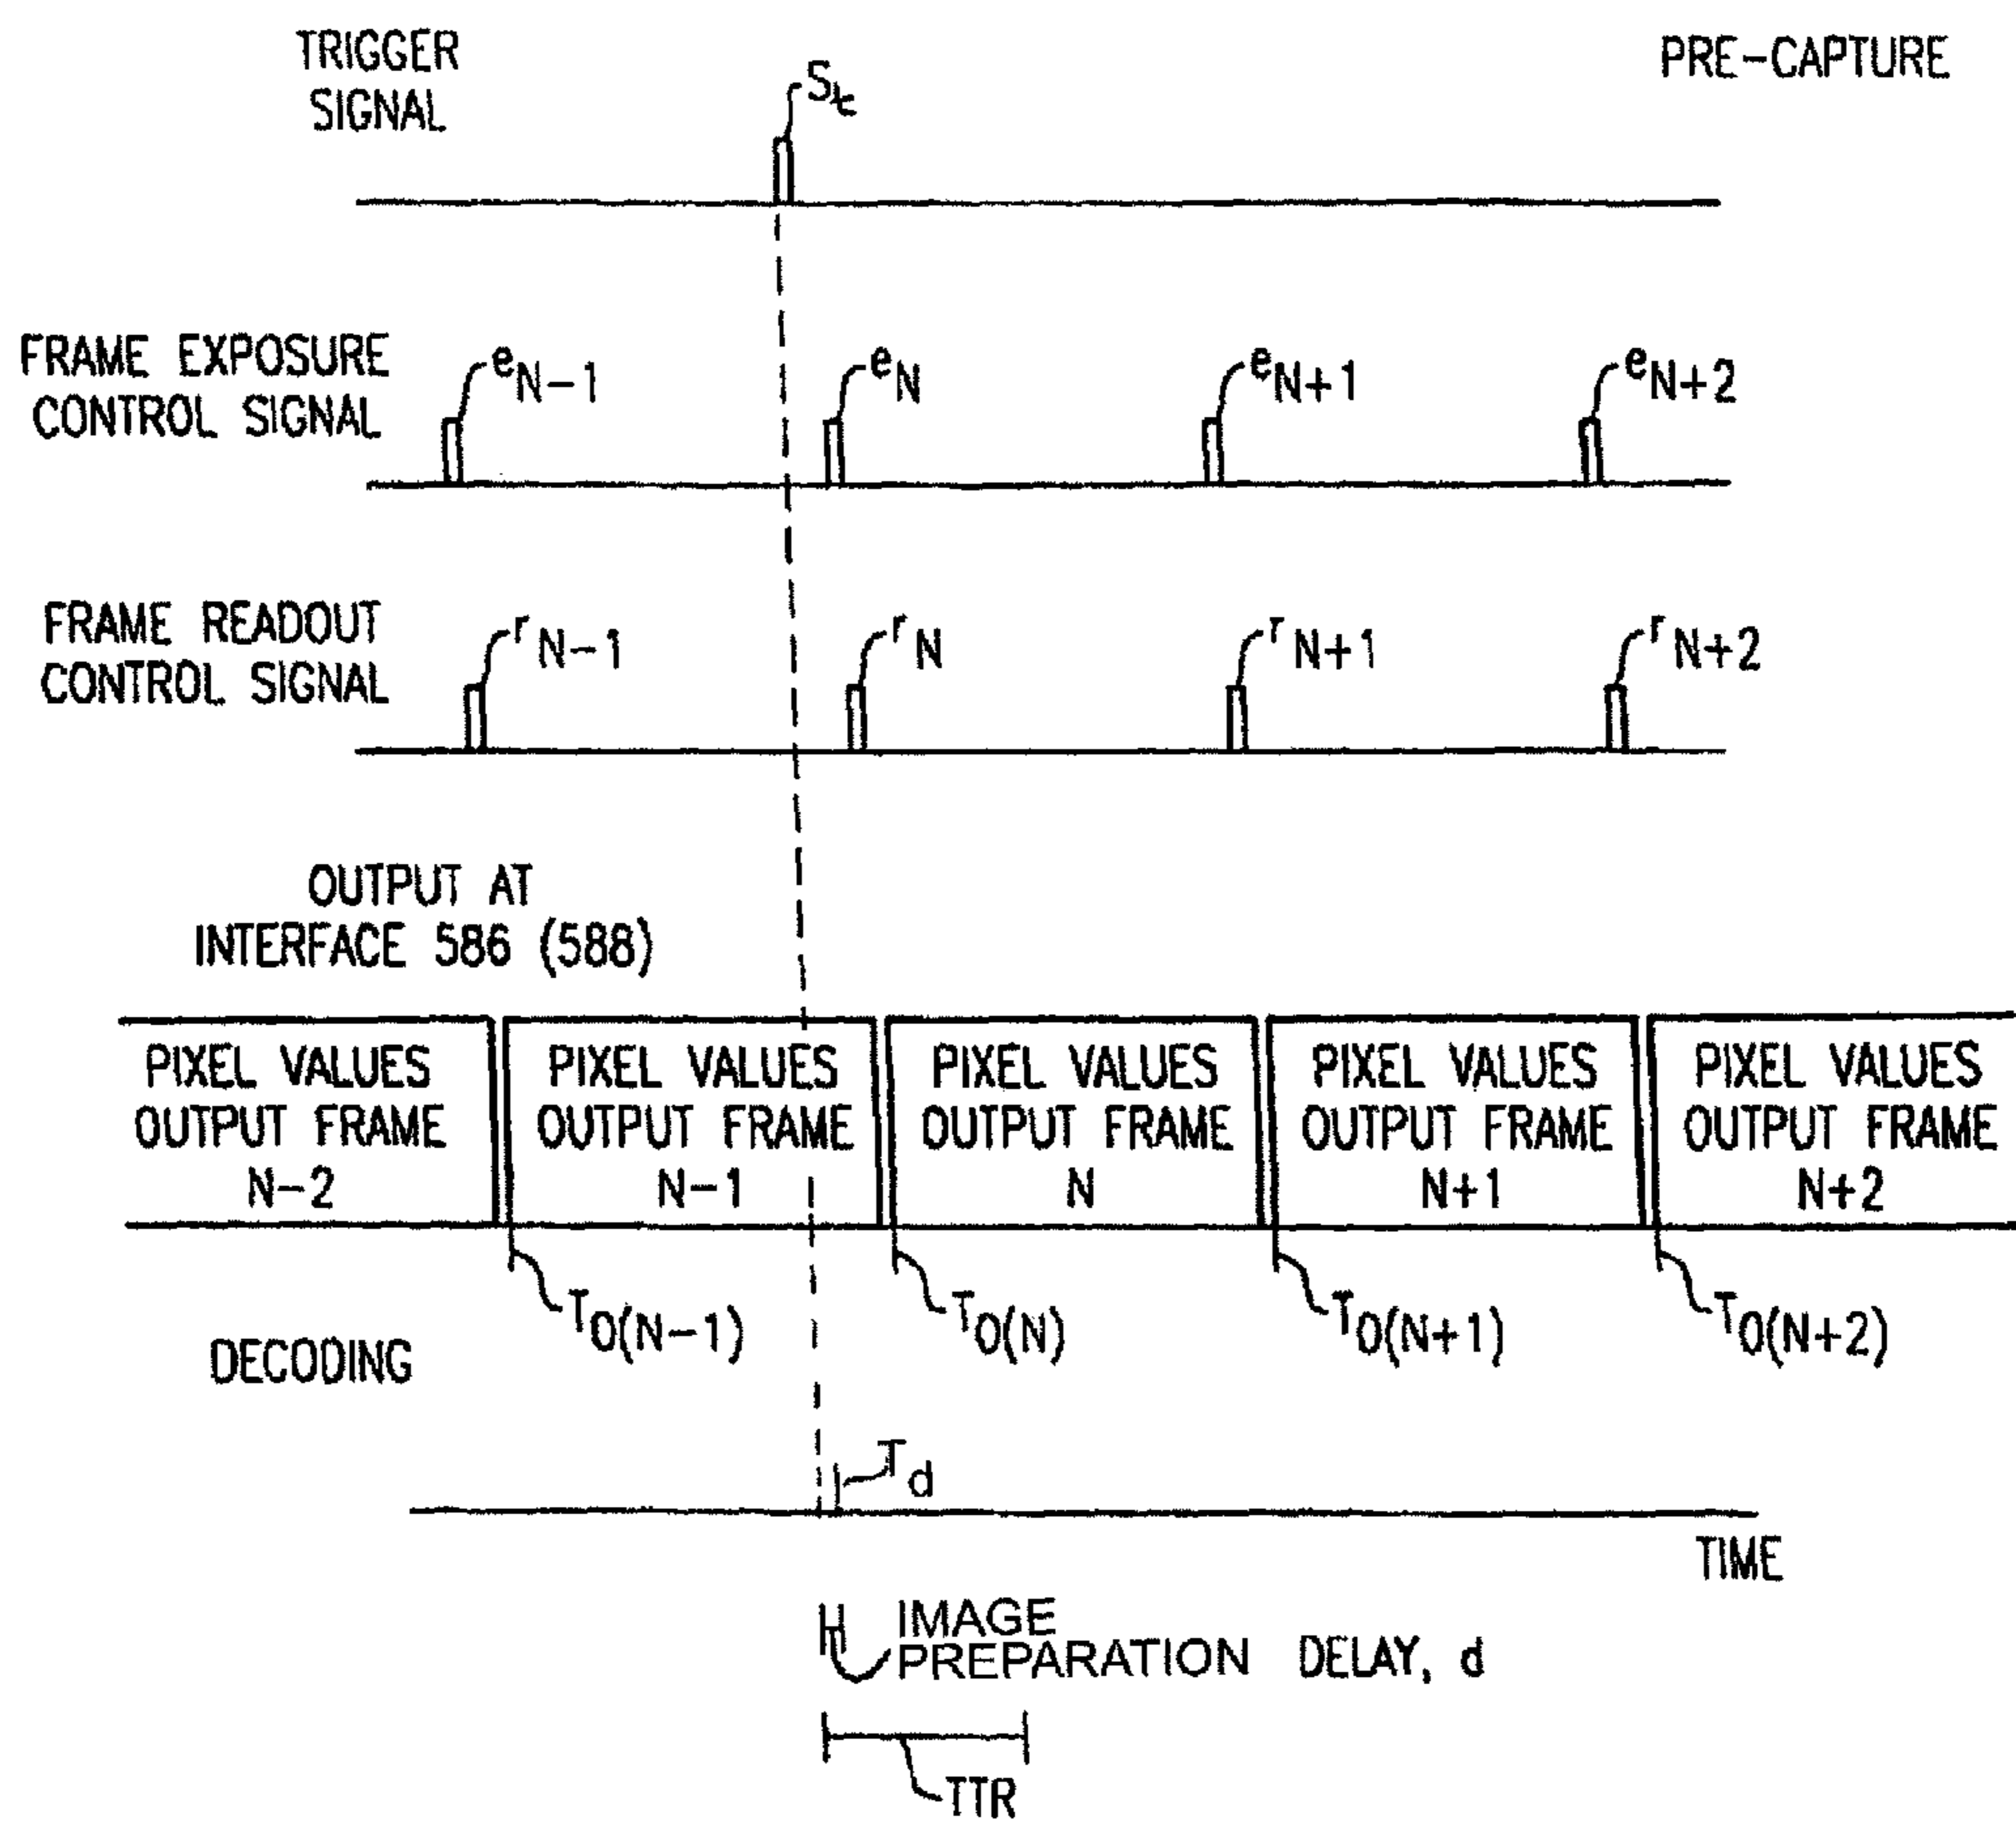 TRIGGER
SIGNAL
PRE-CAPTURE
St
FRAME EXPOSURE
CONTROL SIGNAL
eN-1
eN
eN+1
eN+2
FRAME READOUT
CONTROL SIGNAL
rN-1
rN
rN+1
rN+2
OUTPUT AT
INTERFACE 586 (588)
PIXEL VALUES
OUTPUT FRAME
N-2
PIXEL VALUES
OUTPUT FRAME
N-1
PIXEL VALUES
OUTPUT FRAME
N
PIXEL VALUES
OUTPUT FRAME
N+1
PIXEL VALUES
OUTPUT FRAME
N+2
TO(N-1)
TO(N)
TO(N+1)
TO(N+2)
DECODING
Td
TIME
IMAGE
PREPARATION DELAY, d
TTR